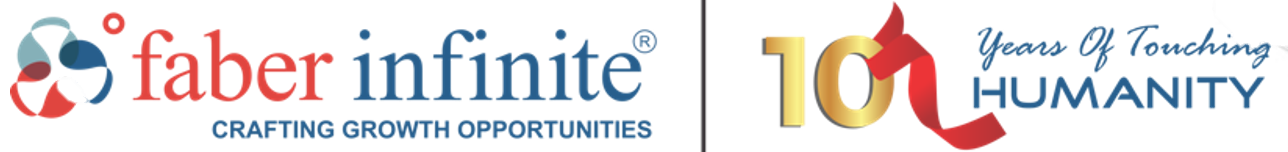 faber infinite®
CRAFTING GROWTH OPPORTUNITIES
10
Years Of Touching
HUMANITY